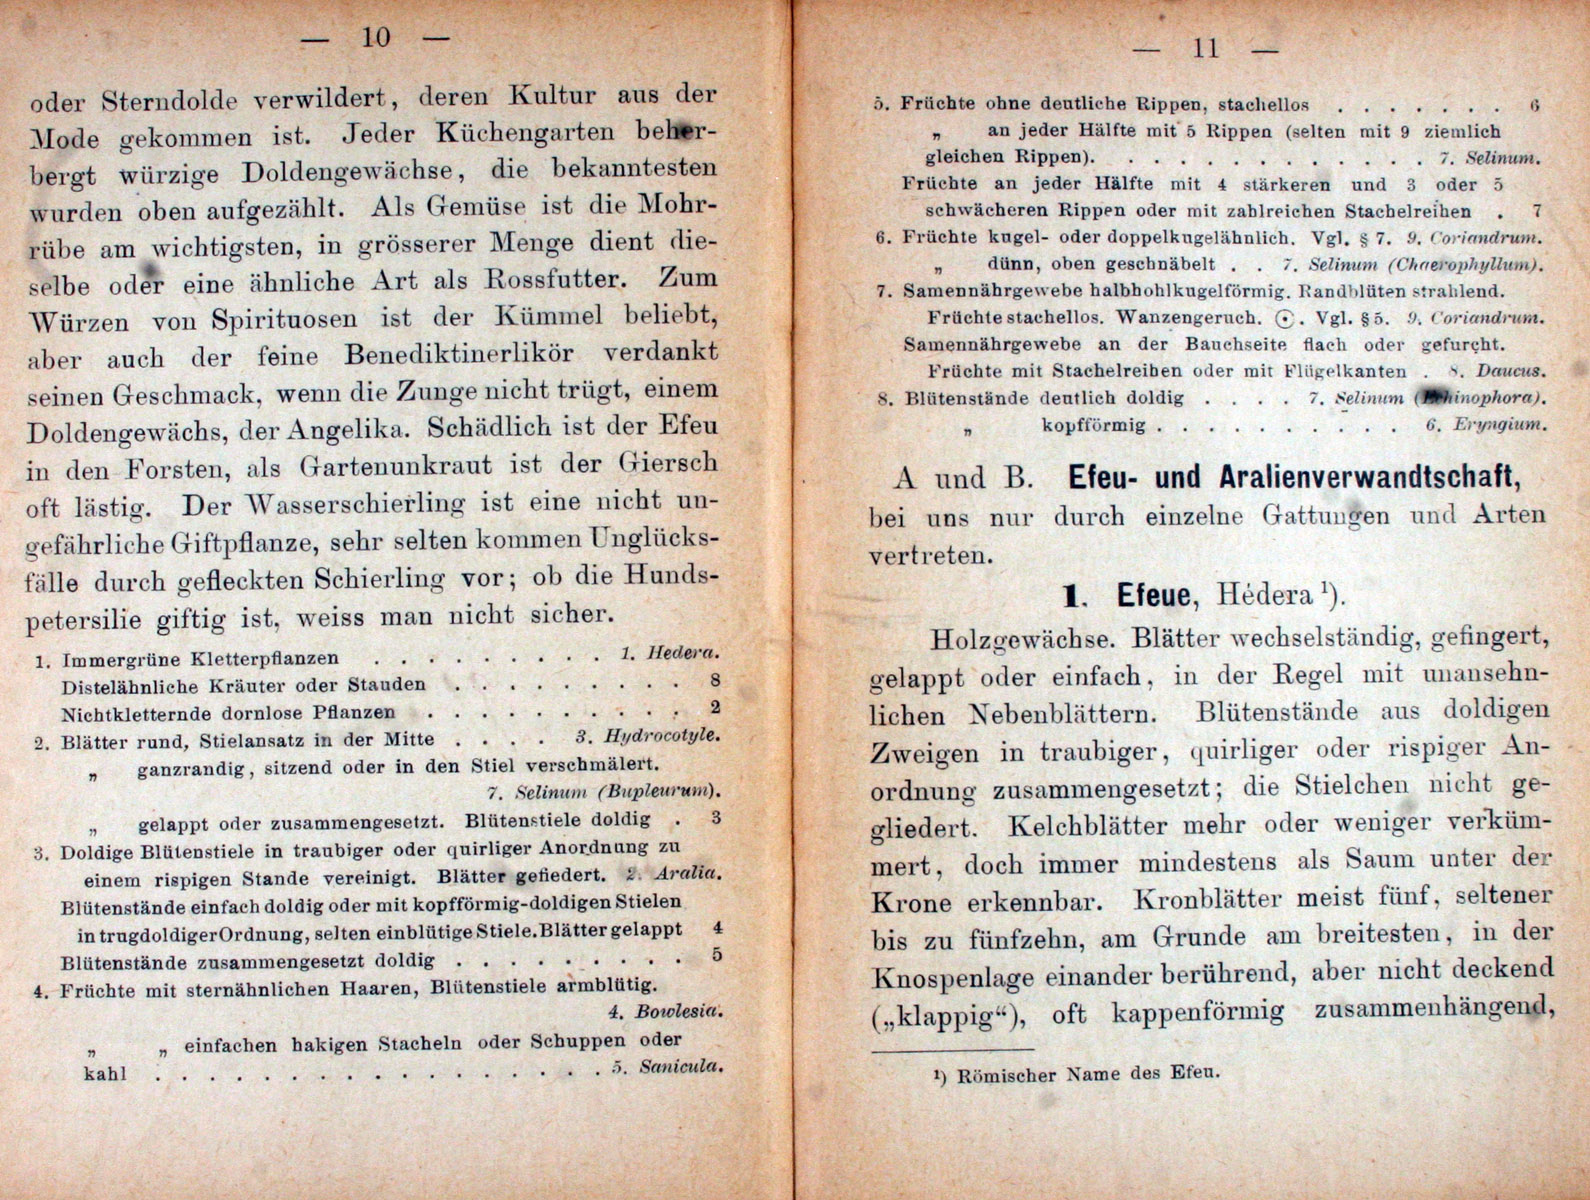 — 10 —
oder Sterndolde verwildert, deren Kultur aus der
Mode gekommen ist. Jeder Küchengarten beher-
bergt würzige Doldengewächse, die bekanntesten
wurden oben aufgezählt. Als Gemüse ist die Mohr-
rübe am wichtigsten, in grösserer Menge dient die-
selbe oder eine ähnliche Art als Rossfutter. Zum
Würzen von Spirituosen ist der Kümmel beliebt,
aber auch der feine Benediktinerlikör verdankt
seinen Geschmack, wenn die Zunge nicht trügt, einem
Doldengewächs, der Angelika. Schädlich ist der Efeu
in den Forsten, als Gartenunkraut ist der Giersch
oft lästig. Der Wasserschierling ist eine nicht un-
gefährliche Giftpflanze, sehr selten kommen Unglücks-
fälle durch gefleckten Schierling vor; ob die Hunds-
petersilie giftig ist, weiss man nicht sicher.
1. Immergrüne Kletterpflanzen . . . . . . . . . 1. Hedera.
Distelähnliche Kräuter oder Stauden . . . . . . . . . 8
Nichtkletternde dornlose Pflanzen . . . . . . . . . . 2
2. Blätter rund, Stielansatz in der Mitte . . . . 3. Hydrocotyle.
„ ganzrandig, sitzend oder in den Stiel verschmälert.
7. Selinum (Bupleurum).
„ gelappt oder zusammengesetzt. Blütenstiele doldig . 3
3. Doldige Blütenstiele in traubiger oder quirliger Anordnung zu
einem rispigen Stande vereinigt. Blätter gefiedert. 2. Aralia.
Blütenstände einfach doldig oder mit kopfförmig-doldigen Stielen
in trugdoldiger Ordnung, selten einblütige Stiele. Blätter gelappt 4
Blütenstände zusammengesetzt doldig . . . . . . . . . 5
4. Früchte mit sternähnlichen Haaren, Blütenstiele armblütig.
4. Bowlesia.
„ „ einfachen hakigen Stacheln oder Schuppen oder
kahl . . . . . . . . . . . . . . . . . 5. Sanicula.
— 11 —
5. Früchte ohne deutliche Rippen, stachellos . . . . . . . 6
„ an jeder Hälfte mit 5 Rippen (selten mit 9 ziemlich
gleichen Rippen). . . . . . . . . . . . . 7. Selinum.
Früchte an jeder Hälfte mit 4 stärkeren und 3 oder 5
schwächeren Rippen oder mit zahlreichen Stachelreihen . 7
6. Früchte kugel- oder doppelkugelähnlich. Vgl. § 7. 9. Coriandrum.
„ dünn, oben geschnäbelt . . 7. Selinum (Chaerophyllum).
7. Samennährgewebe halbhohlkugelförmig. Randblüten strahlend.
Früchte stachellos. Wanzengeruch. ⊙. Vgl. § 5. 9. Coriandrum.
Samennährgewebe an der Bauchseite flach oder gefurcht.
Früchte mit Stachelreihen oder mit Flügelkanten . 8. Daucus.
8. Blütenstände deutlich doldig . . . . 7. Selinum (Echinophora).
„ kopfförmig . . . . . . . . . . 6. Eryngium.
A und B. Efeu- und Aralienverwandtschaft,
bei uns nur durch einzelne Gattungen und Arten
vertreten.
1. Efeue, Hédera ¹).
Holzgewächse. Blätter wechselständig, gefingert,
gelappt oder einfach, in der Regel mit unansehn-
lichen Nebenblättern. Blütenstände aus doldigen
Zweigen in traubiger, quirliger oder rispiger An-
ordnung zusammengesetzt; die Stielchen nicht ge-
gliedert. Kelchblätter mehr oder weniger verküm-
mert, doch immer mindestens als Saum unter der
Krone erkennbar. Kronblätter meist fünf, seltener
bis zu fünfzehn, am Grunde am breitesten, in der
Knospenlage einander berührend, aber nicht deckend
(„klappig“), oft kappenförmig zusammenhängend,
¹) Römischer Name des Efeu.